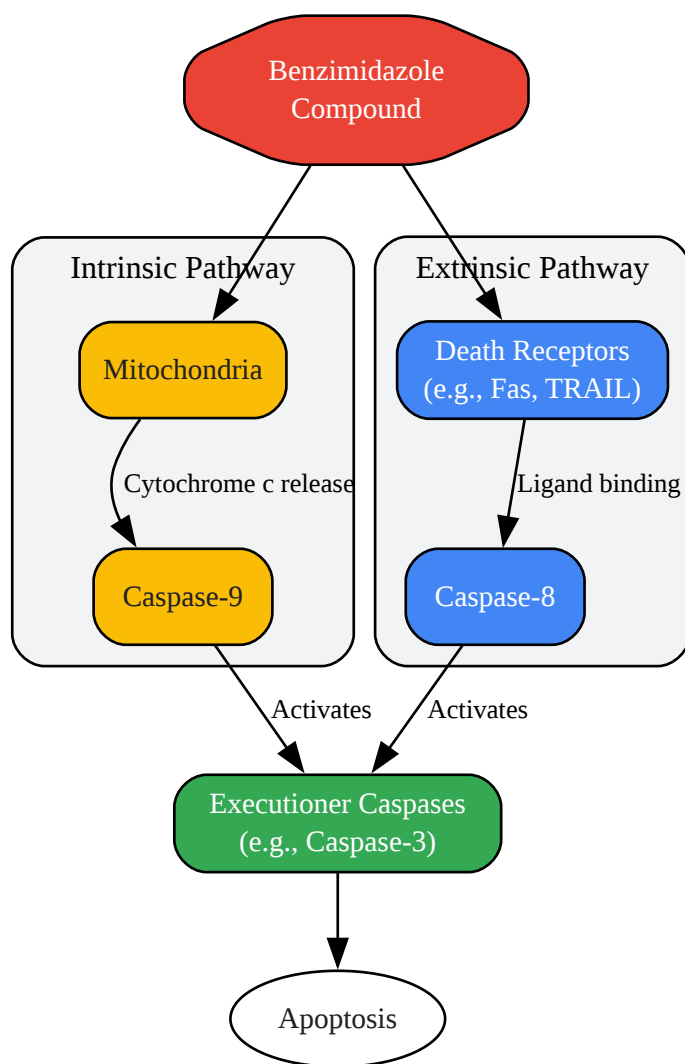 Benzimidazole
Compound
Intrinsic Pathway
Extrinsic Pathway
Mitochondria
Death Receptors
(e.g., Fas, TRAIL)
Cytochrome c release
Ligand binding
Caspase-9
Caspase-8
Activates
Activates
Executioner Caspases
(e.g., Caspase-3)
Apoptosis